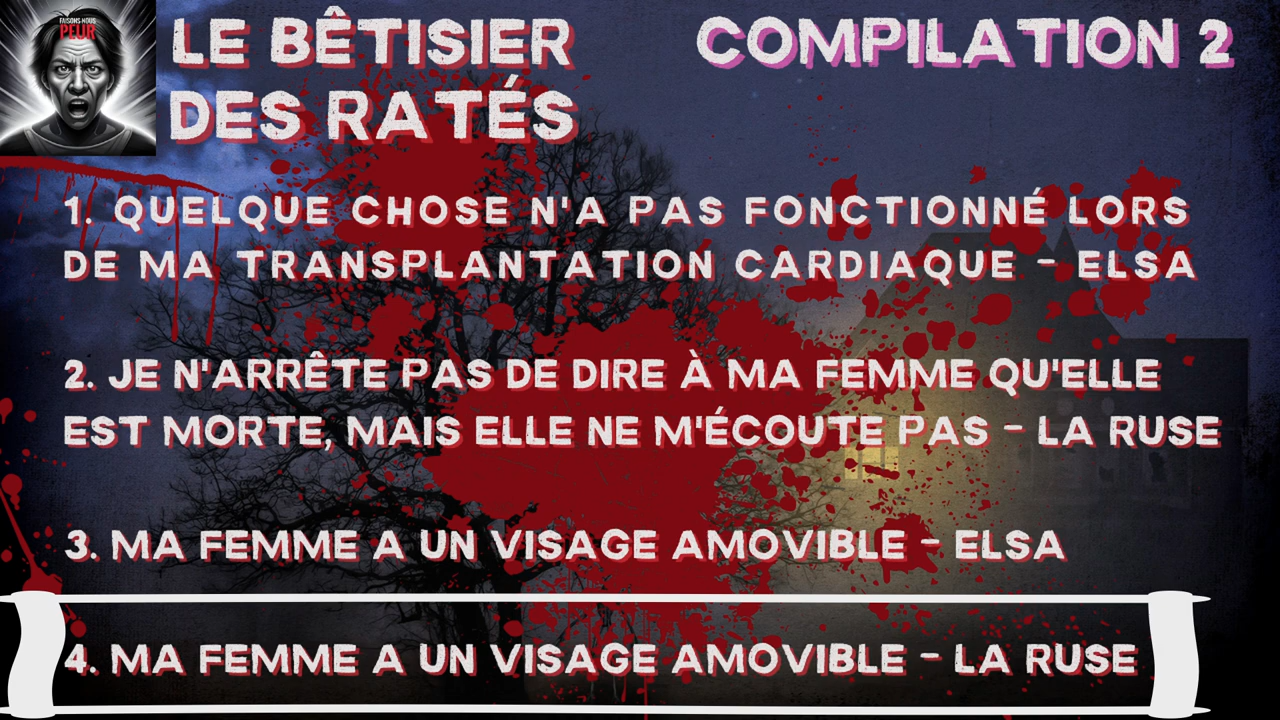 FAISONS NOUS
PEUR
LE BÊTISIER
DES RATÉS
COMPILATION 2
1. QUELQUE CHOSE N'A PAS FONCTIONNÉ LORS
DE MA TRANSPLANTATION CARDIAQUE - ELSA
2. JE N'ARRÊTE PAS DE DIRE À MA FEMME QU'ELLE
EST MORTE, MAIS ELLE NE M'ÉCOUTE PAS - LA RUSE
3. MA FEMME A UN VISAGE AMOVIBLE - ELSA
4. MA FEMME A UN VISAGE AMOVIBLE - LA RUSE